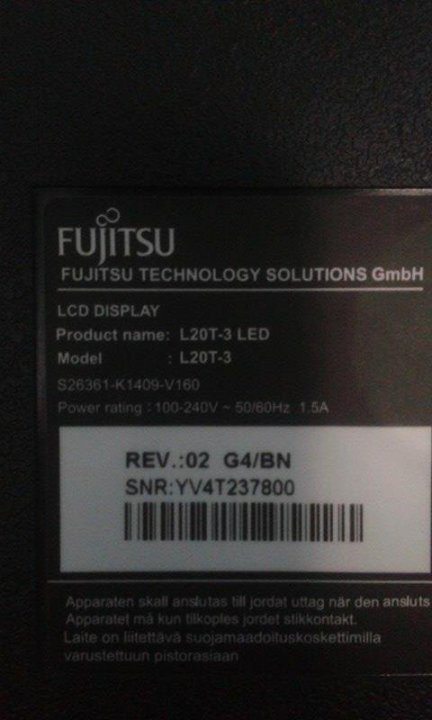 FUJITSU
FUJITSU TECHNOLOGY SOLUTIONS GmbH
LCD DISPLAY
Product name: L20T-3 LED
Model : L20T-3
S26361-K1409-V160
Power rating : 100-240V ~ 50/60Hz 1.5A
REV.:02 G4/BN
SNR:YV4T237800
Apparaten skall anslutas till jordat uttag när den ansluts
Apparatet må kun tilkoples jordet stikkontakt.
Laite on liitettävä suojamaadoituskoskettimilla
varustettuun pistorasiaan